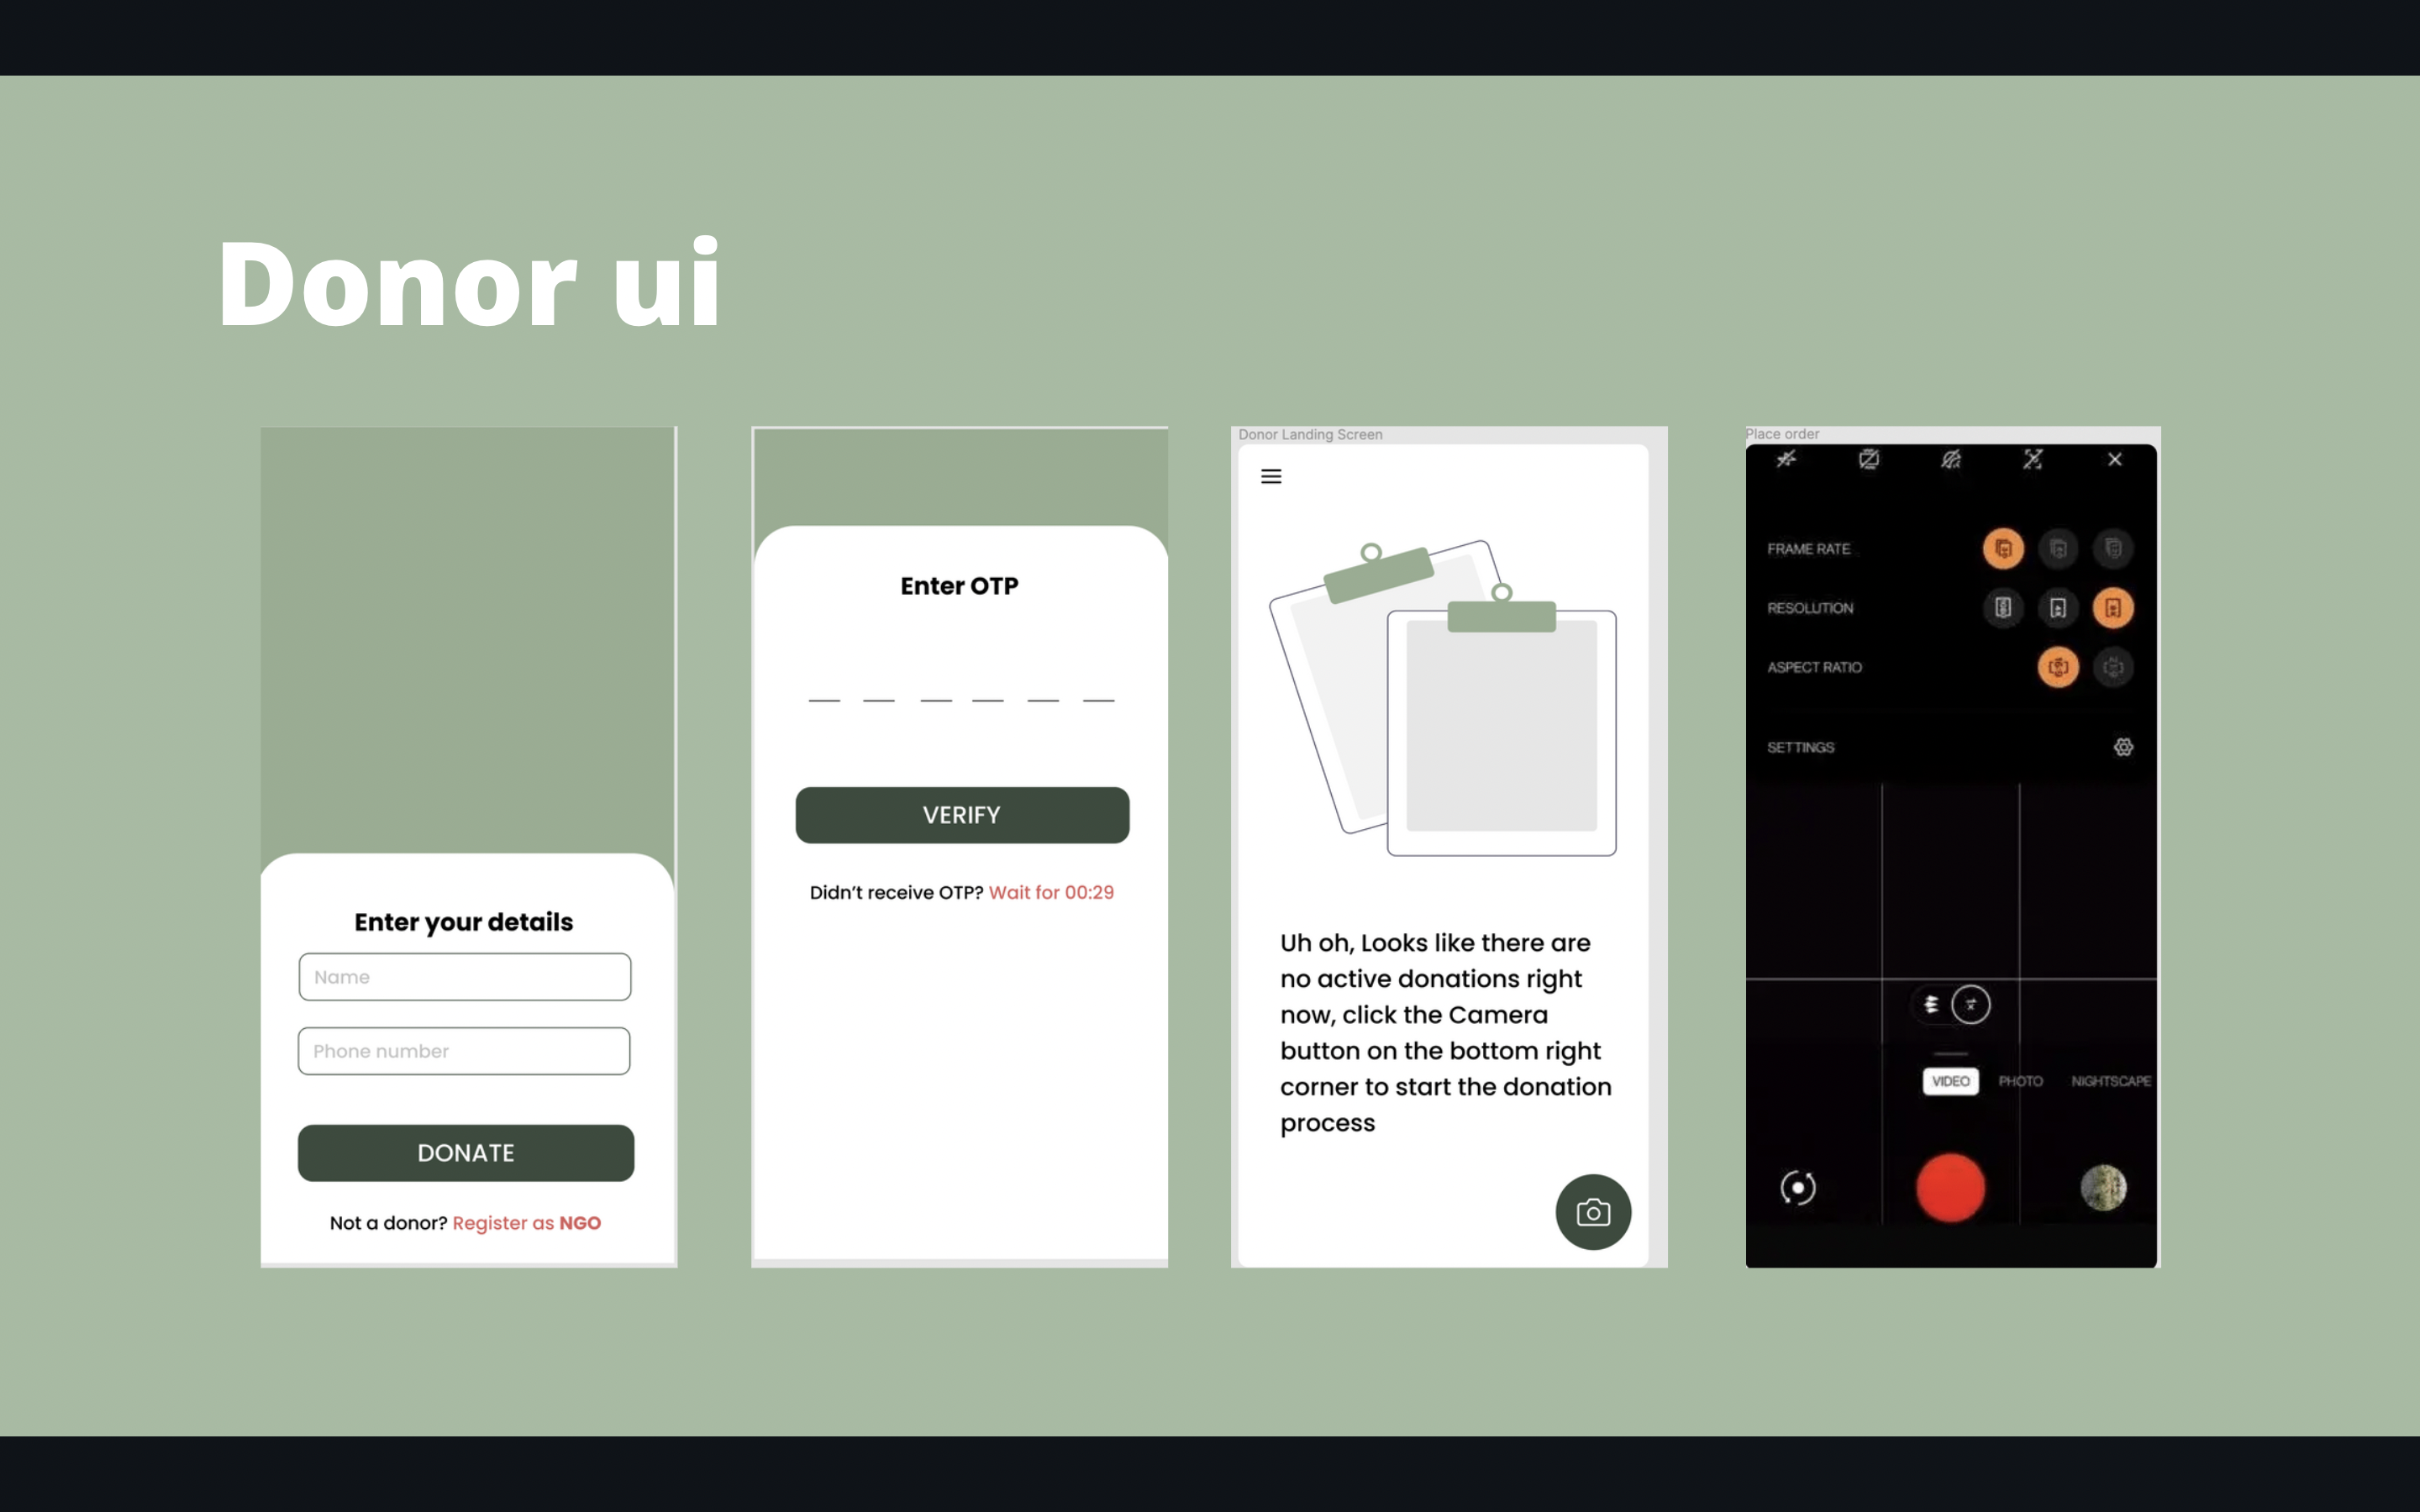 Donor ui
Enter your details
Name
Phone number
DONATE
Not a donor? Register as NGO
Enter OTP
VERIFY
Didn't receive OTP? Wait for 00:29
Donor Landing Screen
Uh oh, Looks like there are
no active donations right
now, click the Camera
button on the bottom right
corner to start the donation
process
Place order
FRAME RATE
RESOLUTION
ASPECT RATIO
SETTINGS
VIDEO PHOTO NIGHTSCAPE